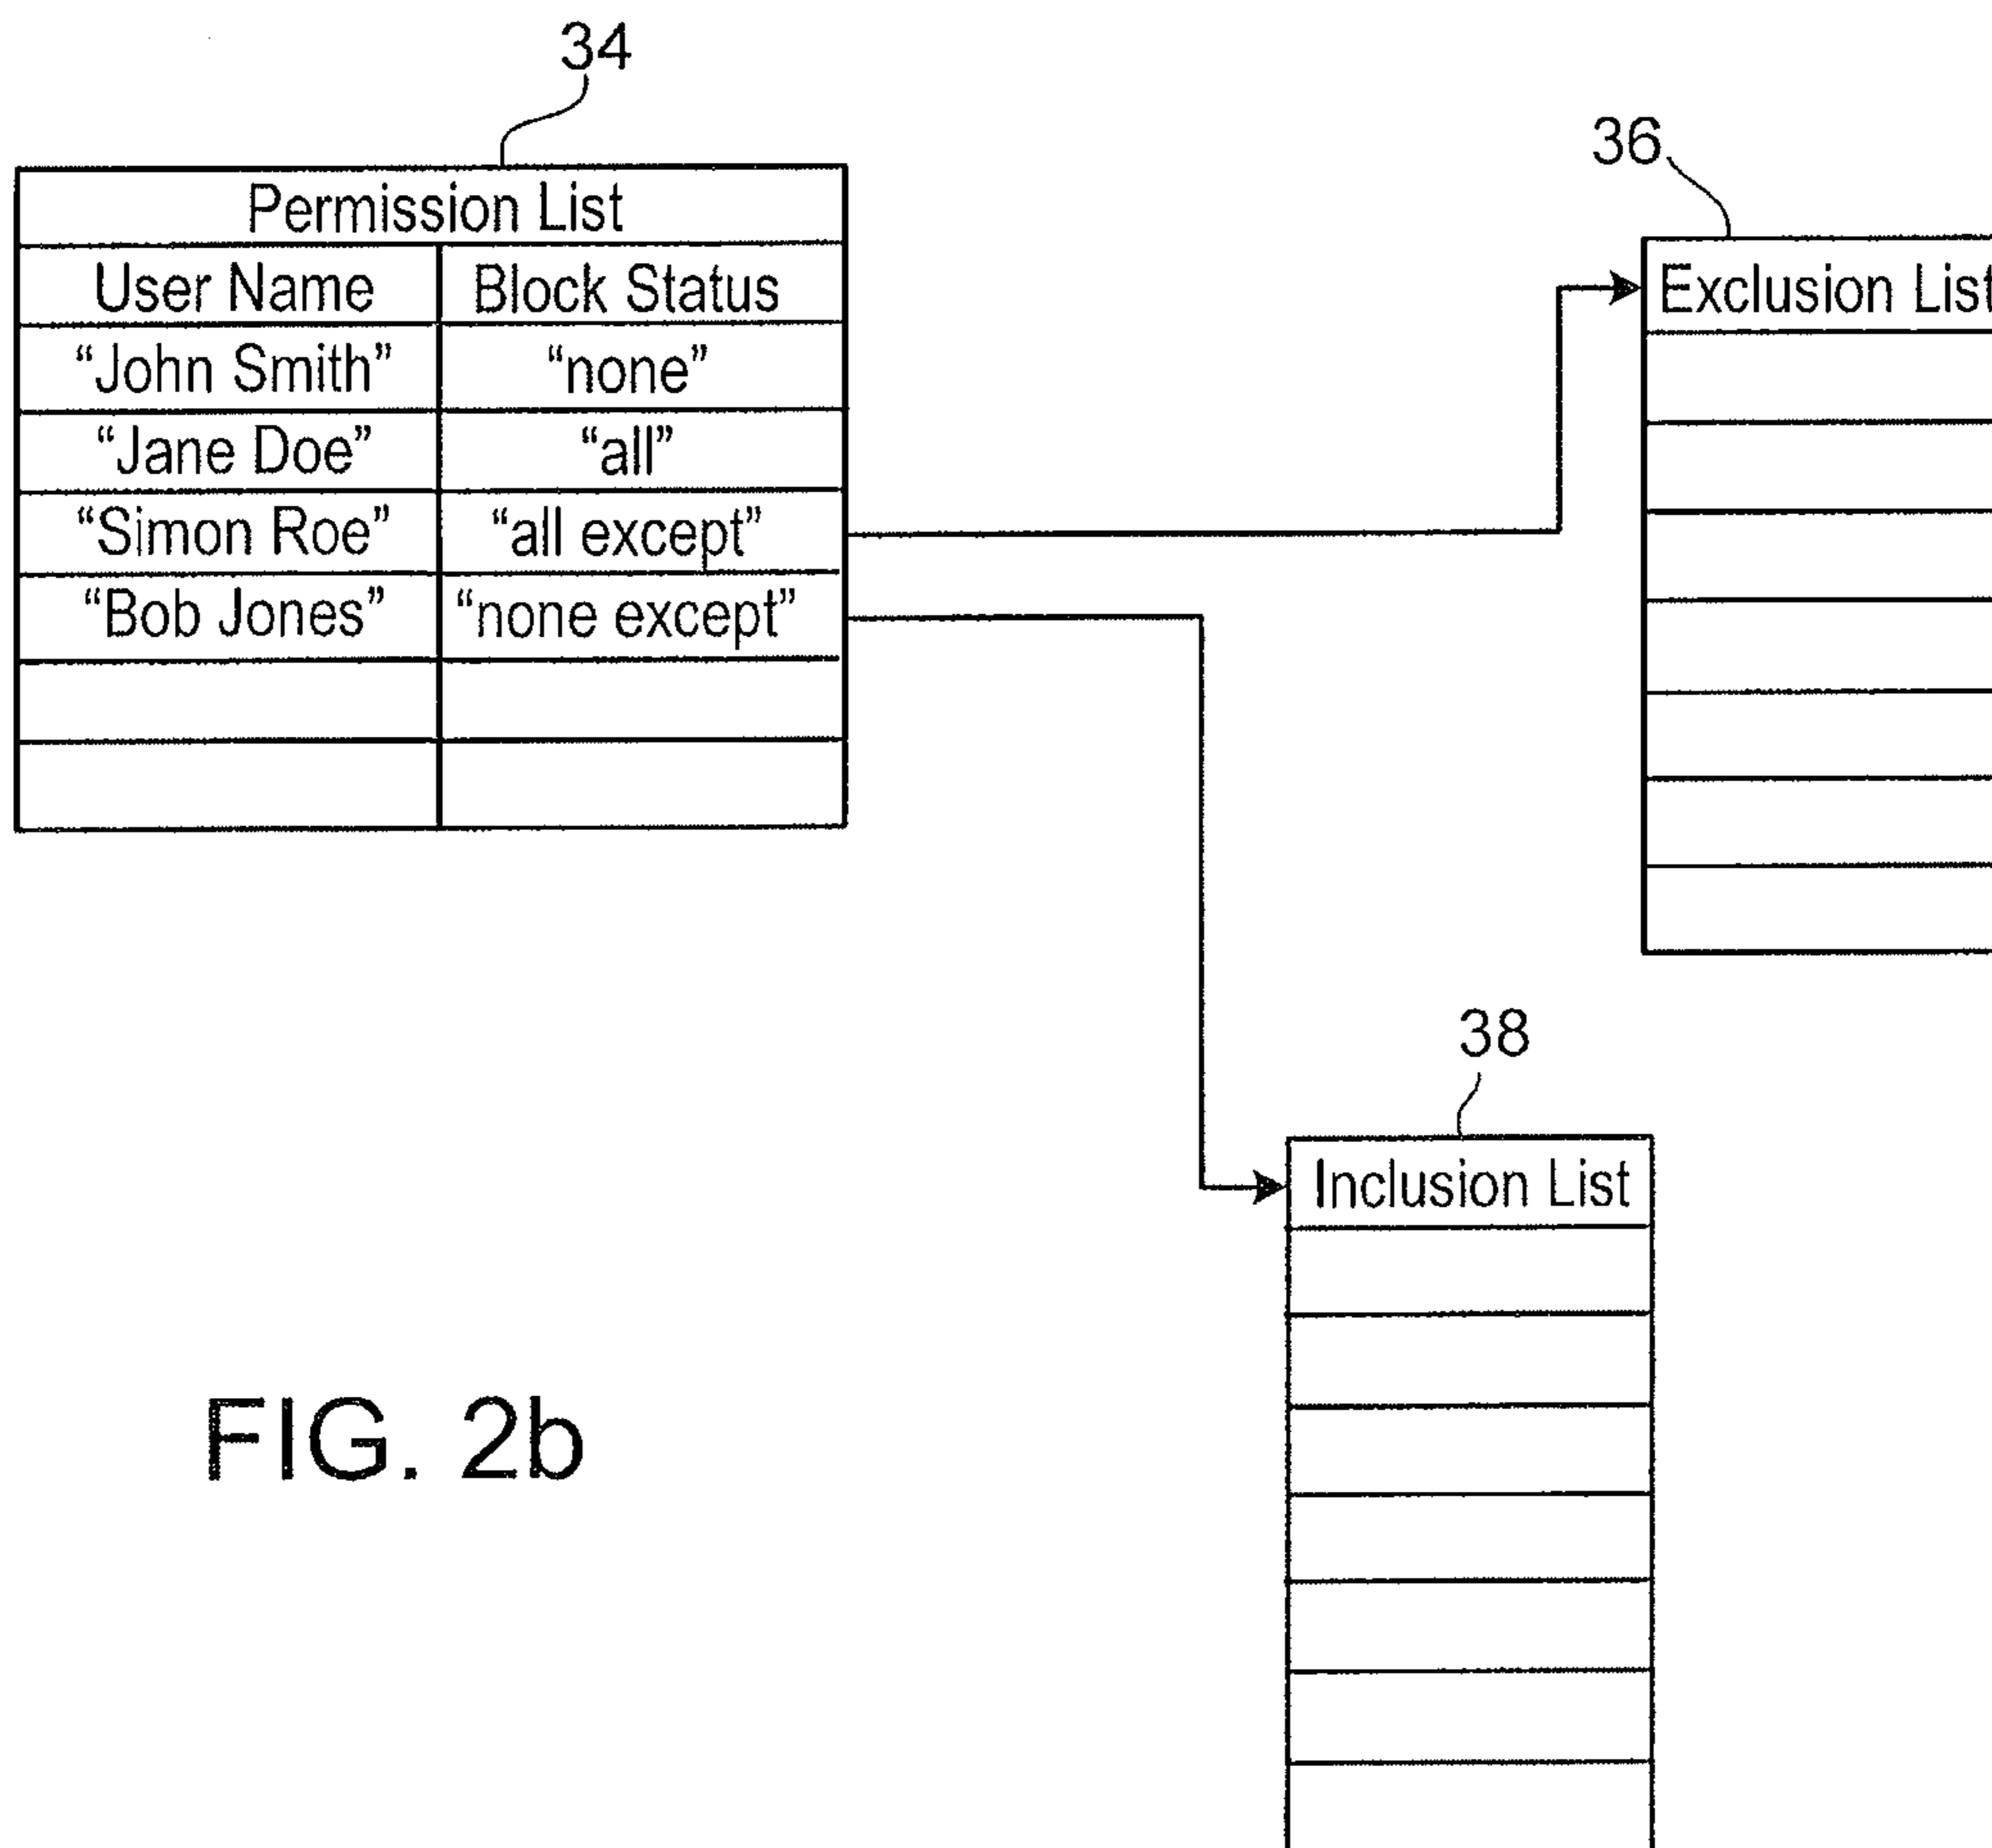 34
Permission List
User Name Block Status
“John Smith” “none”
“Jane Doe” “all”
“Simon Roe” “all except”
“Bob Jones” “none except”
36
Exclusion List
38
Inclusion List
FIG. 2b